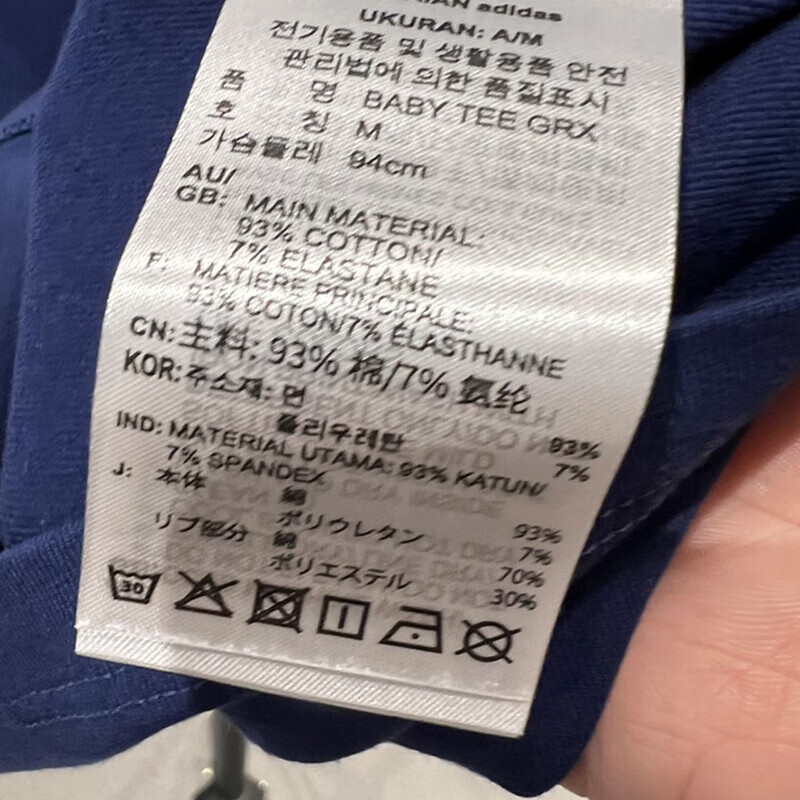 adidas
UKURAN: A/M
전기용품 및 생활용품 안전
관리법에 의한 품질표시
품 명 BABY TEE GRX
호 칭 M
가슴둘레 94cm
AU/
GB: MAIN MATERIAL:
93% COTTON/
7% ELASTANE
F: MATIERE PRINCIPALE:
93% COTON/7% ÉLASTHANNE
CN: 主料: 93% 棉/7% 氨纶
KOR: 주소재: 면 93%
폴리우레탄 7%
IND: MATERIAL UTAMA: 93% KATUN/
7% SPANDEX
J: 本体 綿 93%
ポリウレタン 7%
リブ部分 綿 70%
ポリエステル 30%
30